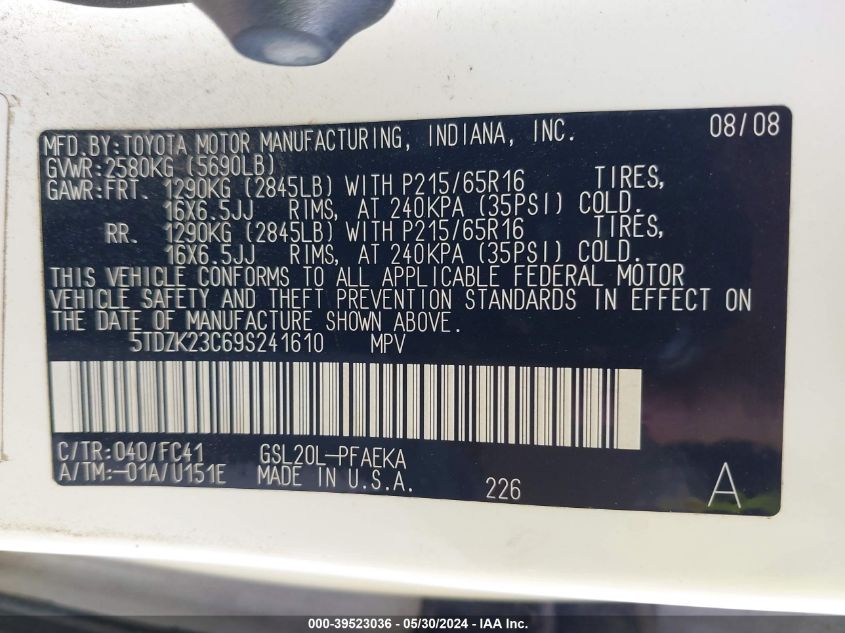 MFD.BY:TOYOTA MOTOR MANUFACTURING, INDIANA, INC. 08/08
GVWR:2580KG (5690LB)
GAWR:FRT. 1290KG (2845LB) WITH P215/65R16 TIRES,
16X6.5JJ RIMS, AT 240KPA (35PSI) COLD.
RR. 1290KG (2845LB) WITH P215/65R16 TIRES,
16X6.5JJ RIMS, AT 240KPA (35PSI) COLD.
THIS VEHICLE CONFORMS TO ALL APPLICABLE FEDERAL MOTOR
VEHICLE SAFETY AND THEFT PREVENTION STANDARDS IN EFFECT ON
THE DATE OF MANUFACTURE SHOWN ABOVE.
5TDZK23C69S241610 MPV
C/TR:040/FC41 GSL20L-PFAEKA
A/TM:-01A/U151E MADE IN U.S.A. 226 A
000-39523036 - 05/30/2024 - IAA Inc.